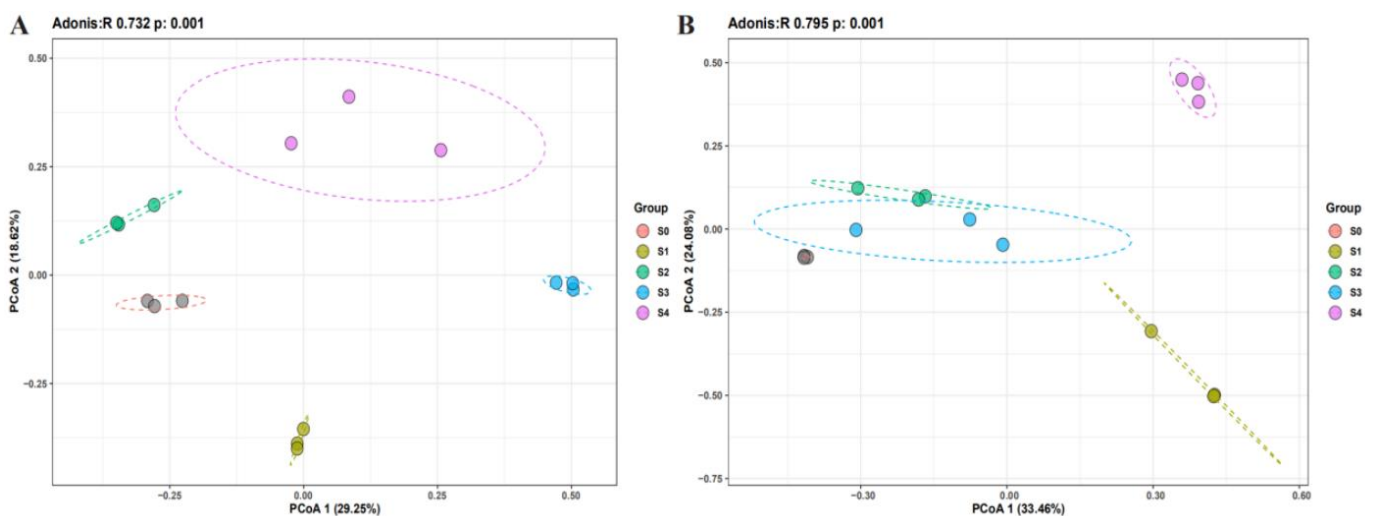 A
Adonis:R 0.732 p: 0.001
0.50
0.25
0.00
−0.25
PCoA 2 (18.62%)
−0.25
0.00
0.25
0.50
PCoA 1 (29.25%)
Group
S0
S1
S2
S3
S4
B
Adonis:R 0.795 p: 0.001
0.50
0.25
0.00
−0.25
−0.50
−0.75
PCoA 2 (24.08%)
−0.30
0.00
0.30
0.60
PCoA 1 (33.46%)
Group
S0
S1
S2
S3
S4